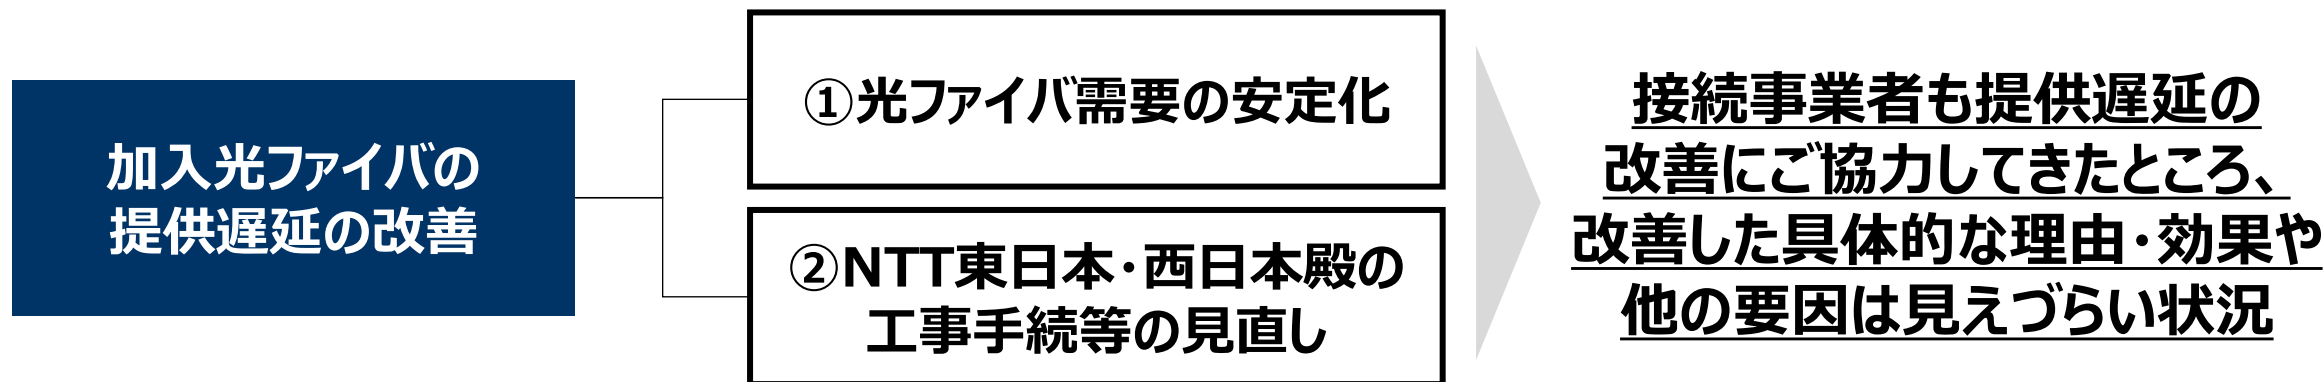 加入光ファイバの
提供遅延の改善
①光ファイバ需要の安定化
②NTT東日本・西日本殿の
工事手続等の見直し
接続事業者も提供遅延の
改善にご協力してきたところ、
改善した具体的な理由・効果や
他の要因は見えづらい状況